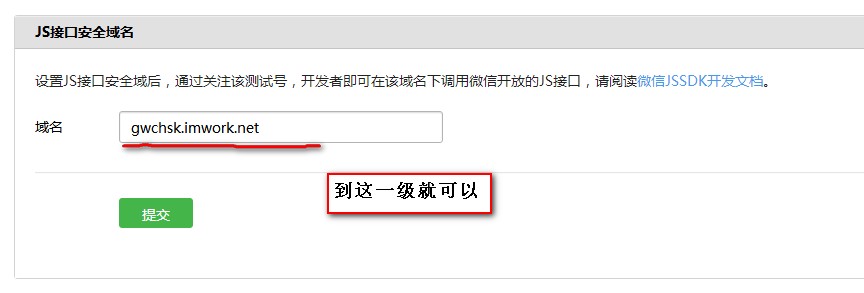 JS接口安全域名
设置JS接口安全域后，通过关注该测试号，开发者即可在该域名下调用微信开放的JS接口，请阅读微信JSSDK开发文档。
域名 gwchsk.imwork.net
到这一级就可以
提交